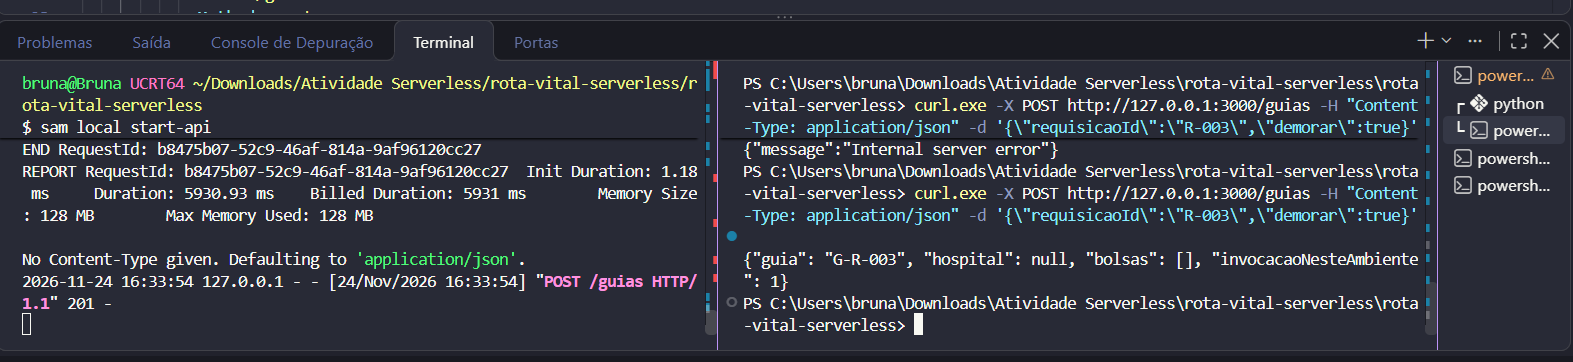 Problemas Saída Console de Depuração Terminal Portas
bruna@Bruna UCRT64 ~/Downloads/Atividade Serverless/rota-vital-serverless/r
ota-vital-serverless
$ sam local start-api
END RequestId: b8475b07-52c9-46af-814a-9af96120cc27
REPORT RequestId: b8475b07-52c9-46af-814a-9af96120cc27  Init Duration: 1.18
 ms     Duration: 5930.93 ms    Billed Duration: 5931 ms        Memory Size
: 128 MB        Max Memory Used: 128 MB
No Content-Type given. Defaulting to 'application/json'.
2026-11-24 16:33:54 127.0.0.1 - - [24/Nov/2026 16:33:54] "POST /guias HTTP/
1.1" 201 -
PS C:\Users\bruna\Downloads\Atividade Serverless\rota-vital-serverless\rota
-vital-serverless> curl.exe -X POST http://127.0.0.1:3000/guias -H "Content
-Type: application/json" -d '{\"requisicaoId\":\"R-003\",\"demorar\":true}'
{"message":"Internal server error"}
PS C:\Users\bruna\Downloads\Atividade Serverless\rota-vital-serverless\rota
-vital-serverless> curl.exe -X POST http://127.0.0.1:3000/guias -H "Content
-Type: application/json" -d '{\"requisicaoId\":\"R-003\",\"demorar\":true}'
{"guia": "G-R-003", "hospital": null, "bolsas": [], "invocacaoNesteAmbiente
": 1}
PS C:\Users\bruna\Downloads\Atividade Serverless\rota-vital-serverless\rota
-vital-serverless>
power...
python
power...
powersh...
powersh...